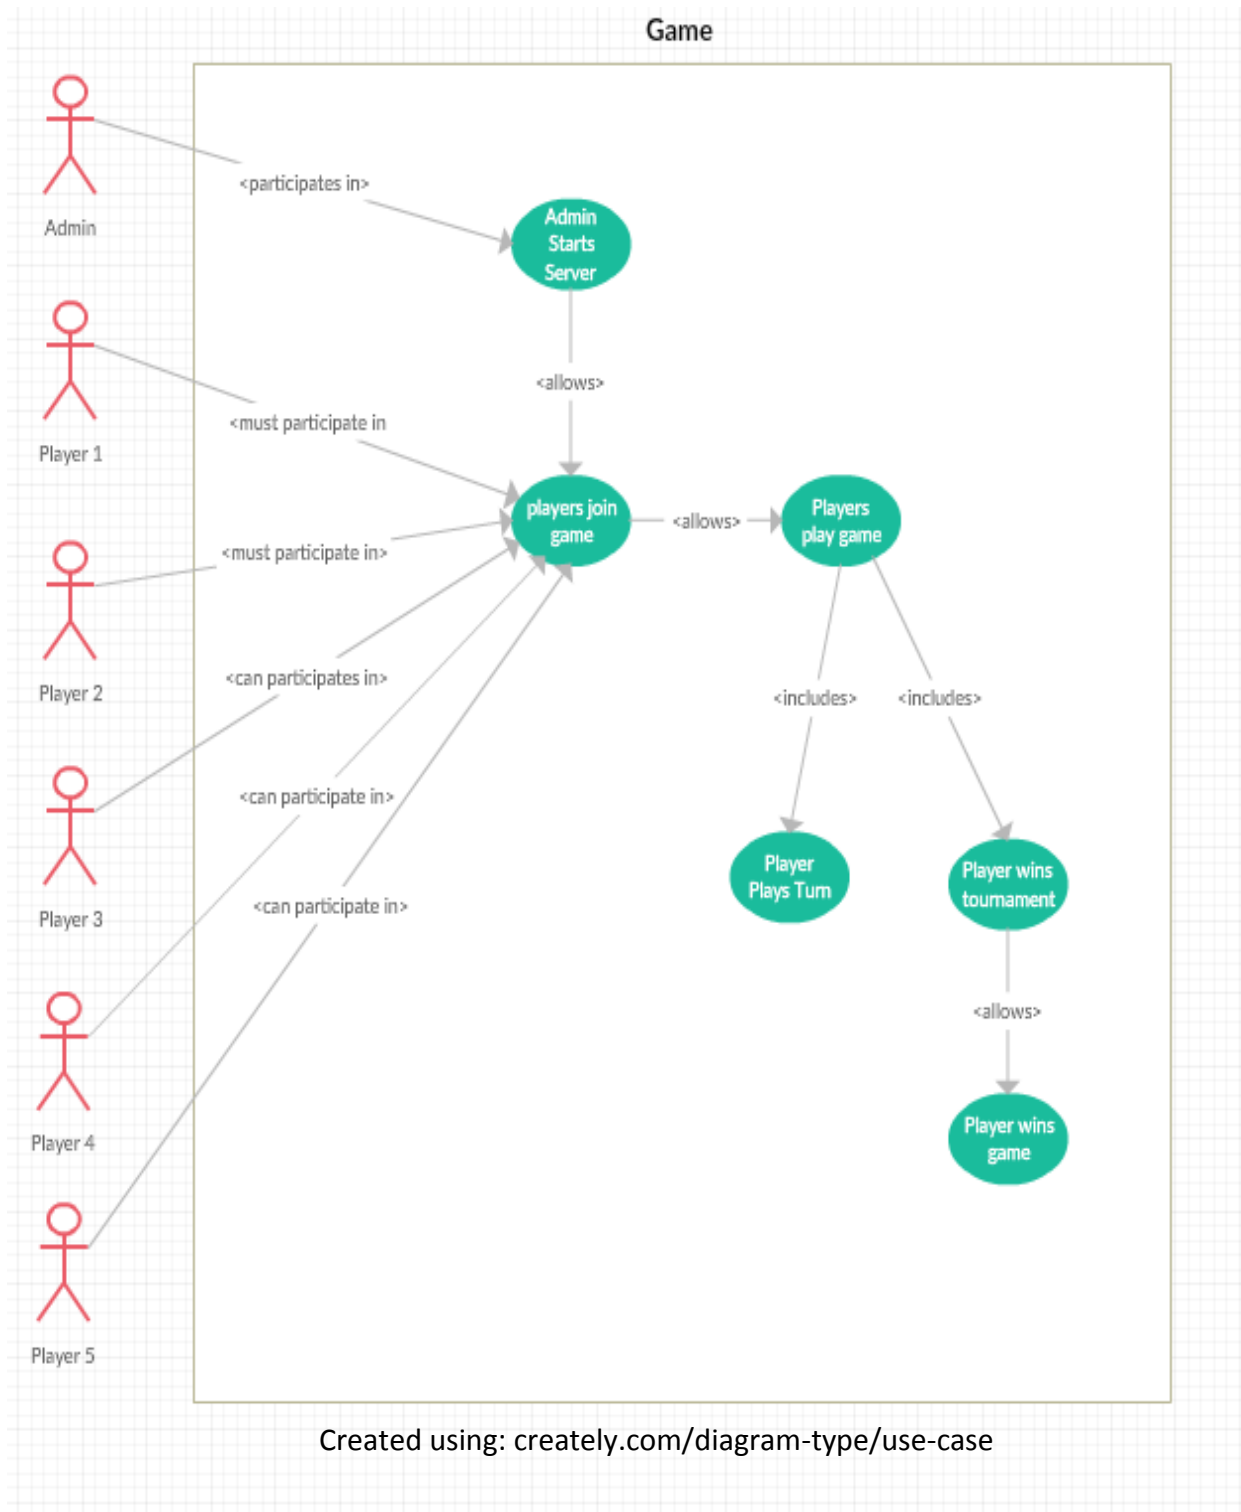 Game
Admin
<participates in>
Admin
Starts
Server
<allows>
Player 1
<must participate in
players join
game
<allows>
Players
play game
Player 2
<must participate in>
<can participates in>
<includes>
<includes>
Player 3
<can participate in>
Player
Plays Turn
Player wins
tournament
<can participate in>
<allows>
Player 4
Player wins
game
Player 5
Created using: creately.com/diagram-type/use-case